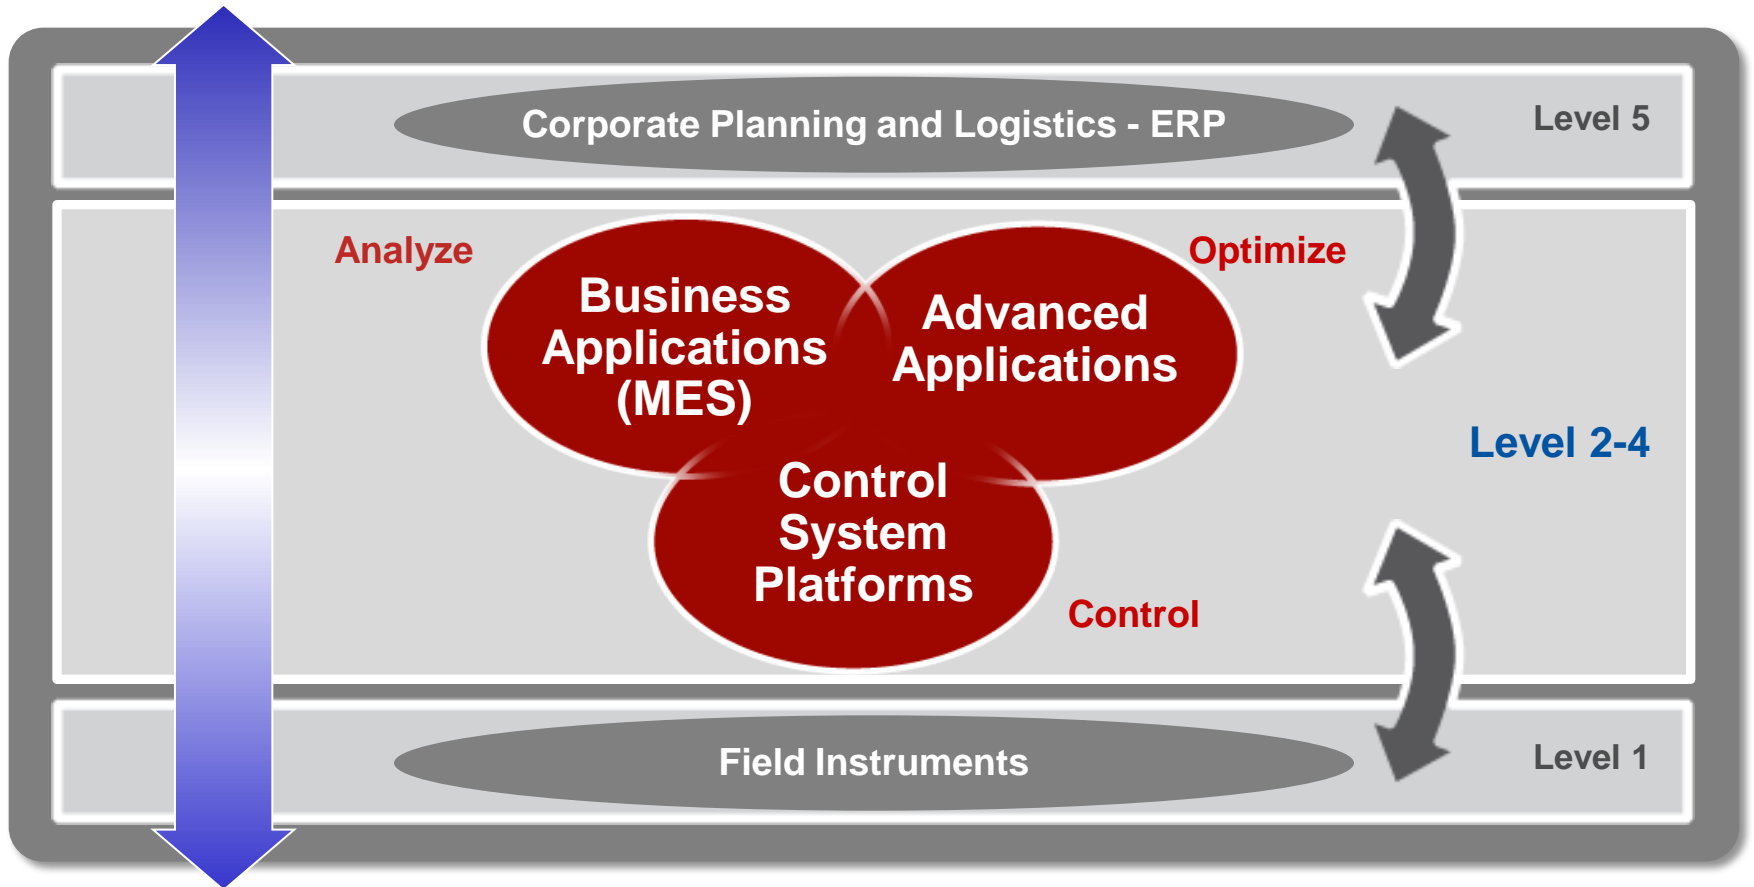 Corporate Planning and Logistics - ERP
Level 5
Analyze
Optimize
Business
Applications
(MES)
Advanced
Applications
Level 2-4
Control
System
Platforms
Control
Field Instruments
Level 1